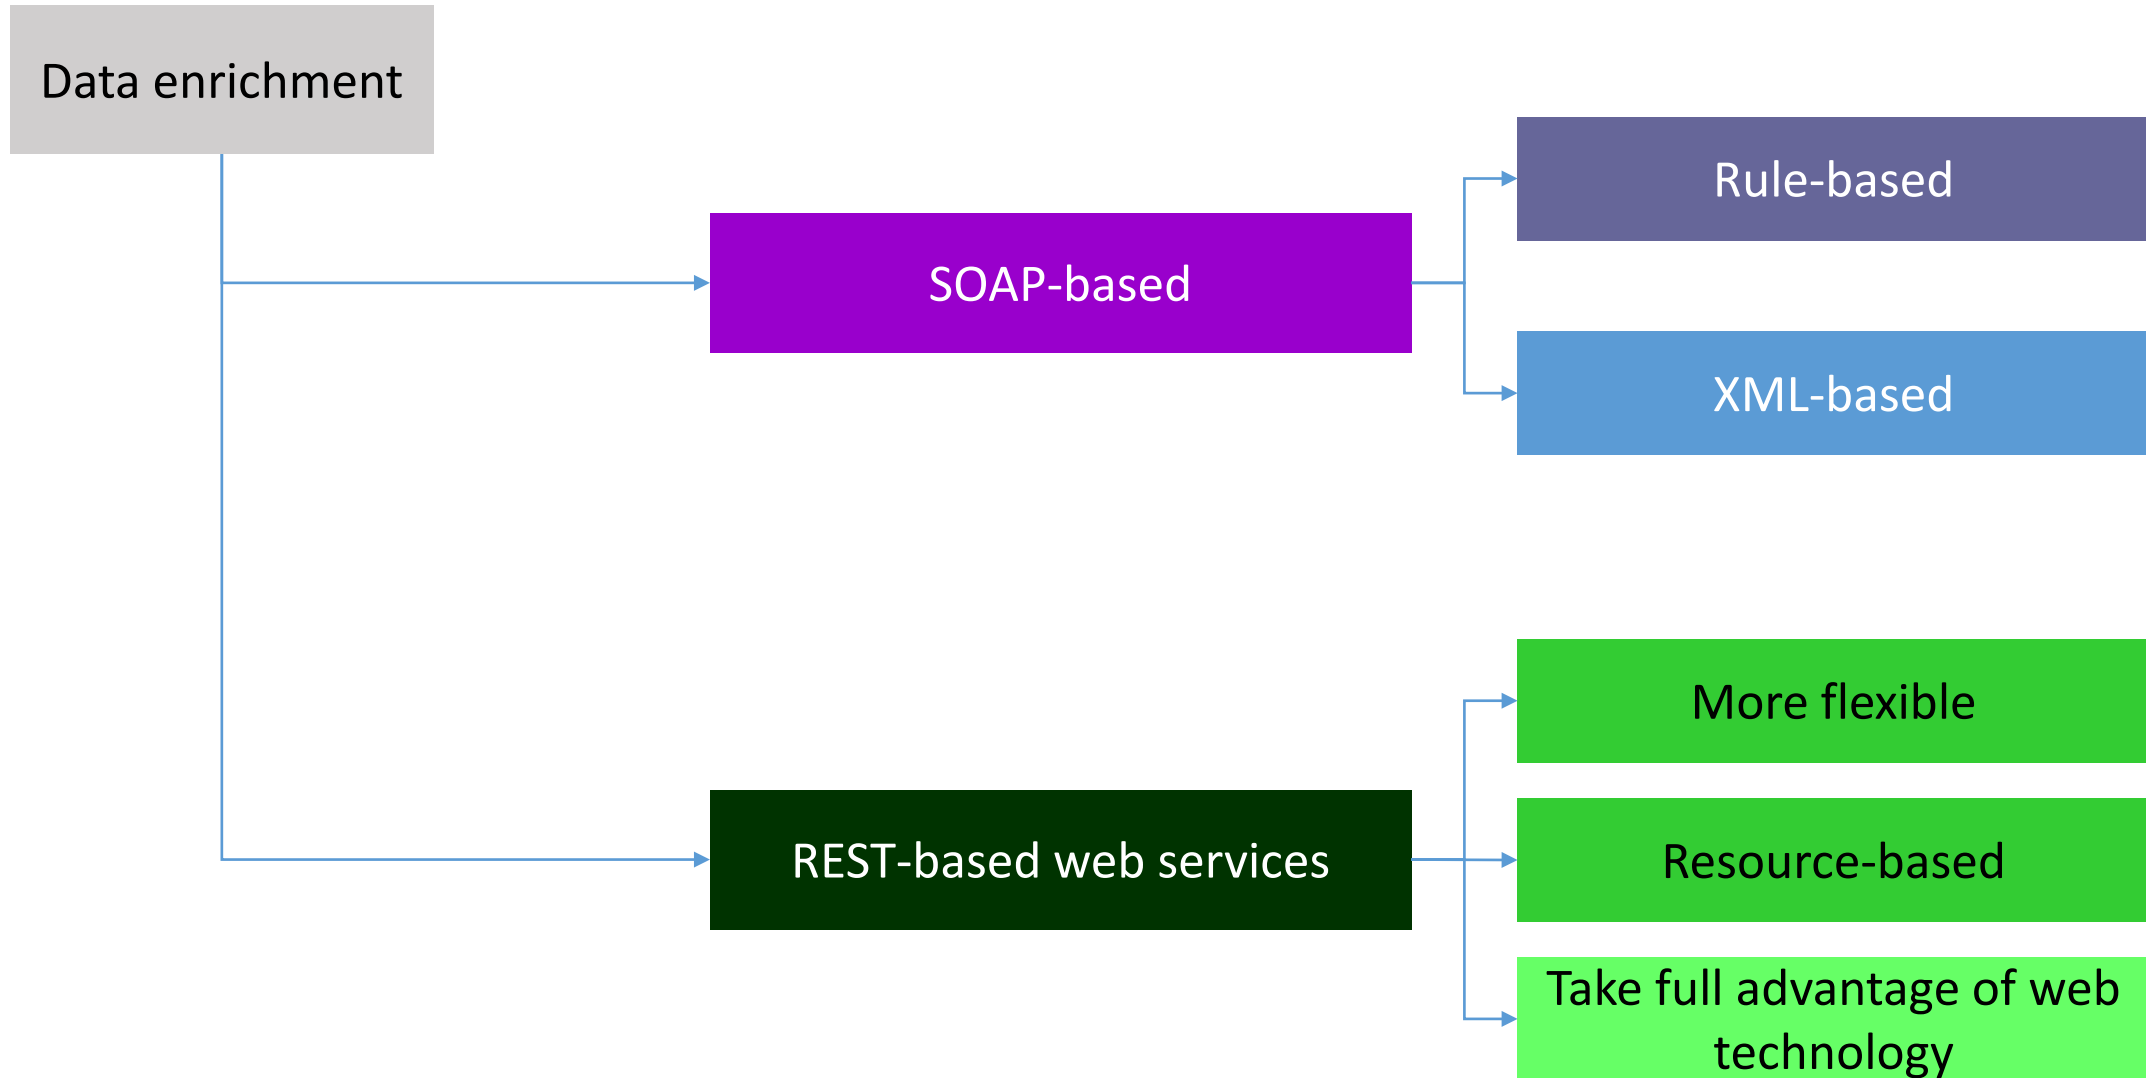 Data enrichment
SOAP-based
Rule-based
XML-based
REST-based web services
More flexible
Resource-based
Take full advantage of web
technology